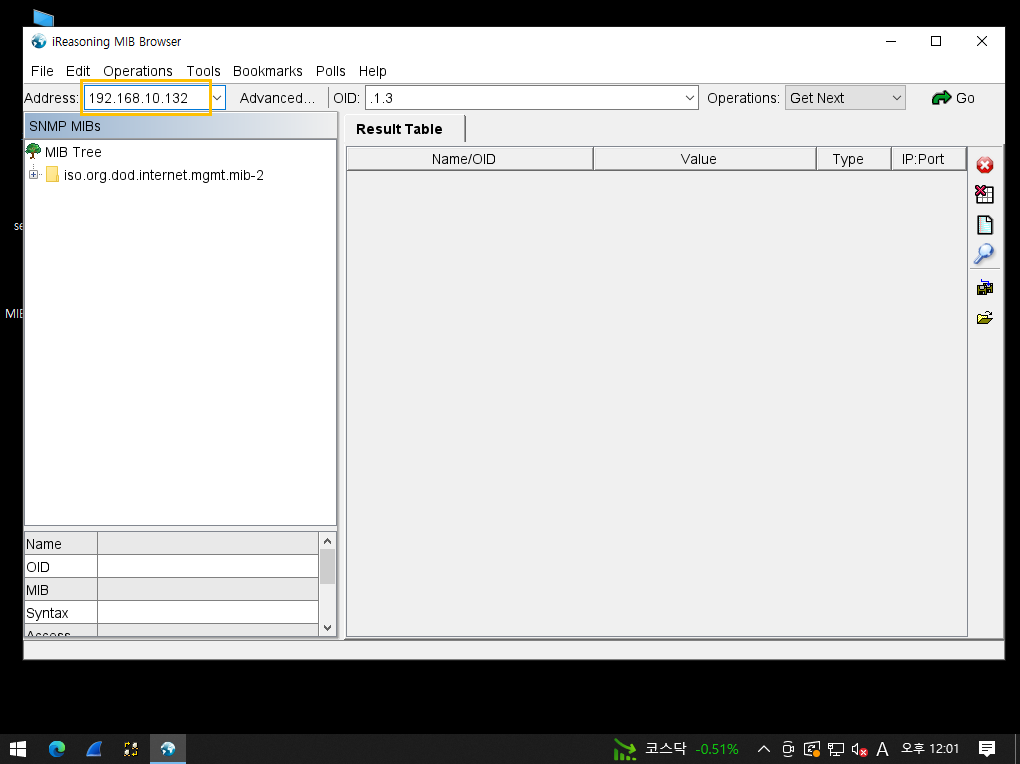 iReasoning MIB Browser
File Edit Operations Tools Bookmarks Polls Help
Address: 192.168.10.132 Advanced... OID: .1.3 Operations: Get Next Go
SNMP MIBs
Result Table
MIB Tree
Name/OID Value Type IP:Port
iso.org.dod.internet.mgmt.mib-2
se
MIB
Name
OID
MIB
Syntax
Access
코스닥 -0.51% A 오후 12:01